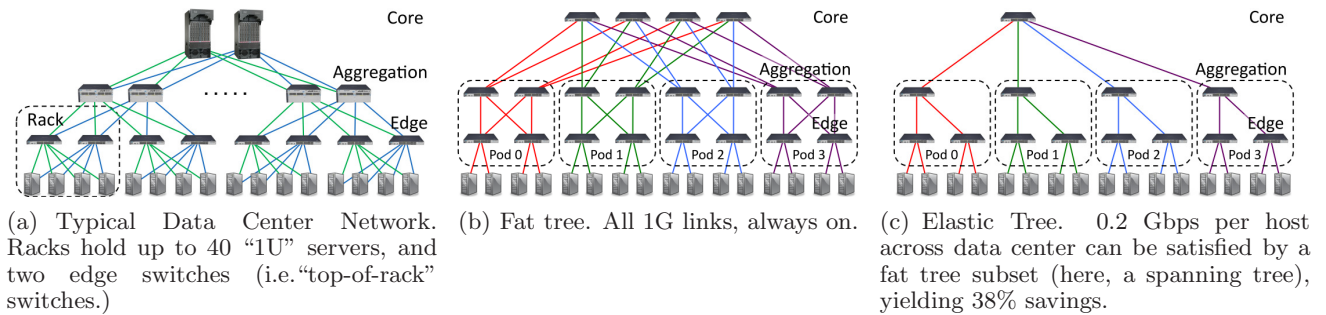 Core
Aggregation
Rack
Edge
(a) Typical Data Center Network.
Racks hold up to 40 “1U” servers, and
two edge switches (i.e.“top-of-rack”
switches.)
Core
Aggregation
Edge
Pod 0
Pod 1
Pod 2
Pod 3
(b) Fat tree. All 1G links, always on.
Core
Aggregation
Edge
Pod 0
Pod 1
Pod 2
Pod 3
(c) Elastic Tree. 0.2 Gbps per host
across data center can be satisfied by a
fat tree subset (here, a spanning tree),
yielding 38% savings.